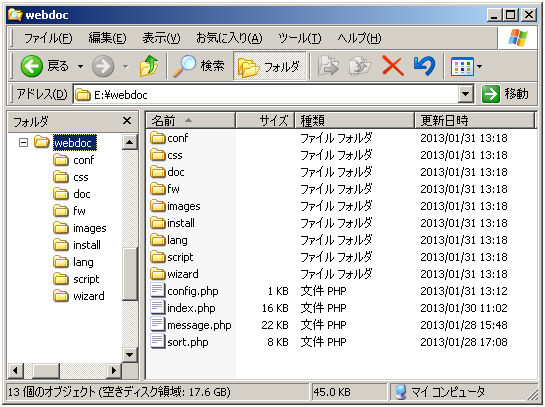 webdoc
ファイル(F) 編集(E) 表示(V) お気に入り(A) ツール(T) ヘルプ(H)
戻る 検索 フォルダ
アドレス(D) E:¥webdoc 移動
フォルダ
webdoc
conf
css
doc
fw
images
install
lang
script
wizard
名前 サイズ 種類 更新日時
conf ファイル フォルダ 2013/01/31 13:18
css ファイル フォルダ 2013/01/31 13:18
doc ファイル フォルダ 2013/01/31 13:18
fw ファイル フォルダ 2013/01/31 13:18
images ファイル フォルダ 2013/01/31 13:18
install ファイル フォルダ 2013/01/31 13:18
lang ファイル フォルダ 2013/01/31 13:18
script ファイル フォルダ 2013/01/31 13:18
wizard ファイル フォルダ 2013/01/31 13:18
config.php 1 KB 文件 PHP 2013/01/31 13:12
index.php 16 KB 文件 PHP 2013/01/30 11:02
message.php 22 KB 文件 PHP 2013/01/28 15:48
sort.php 8 KB 文件 PHP 2013/01/28 17:08
13 個のオブジェクト (空きディスク領域: 17.6 GB) 45.0 KB マイ コンピュータ